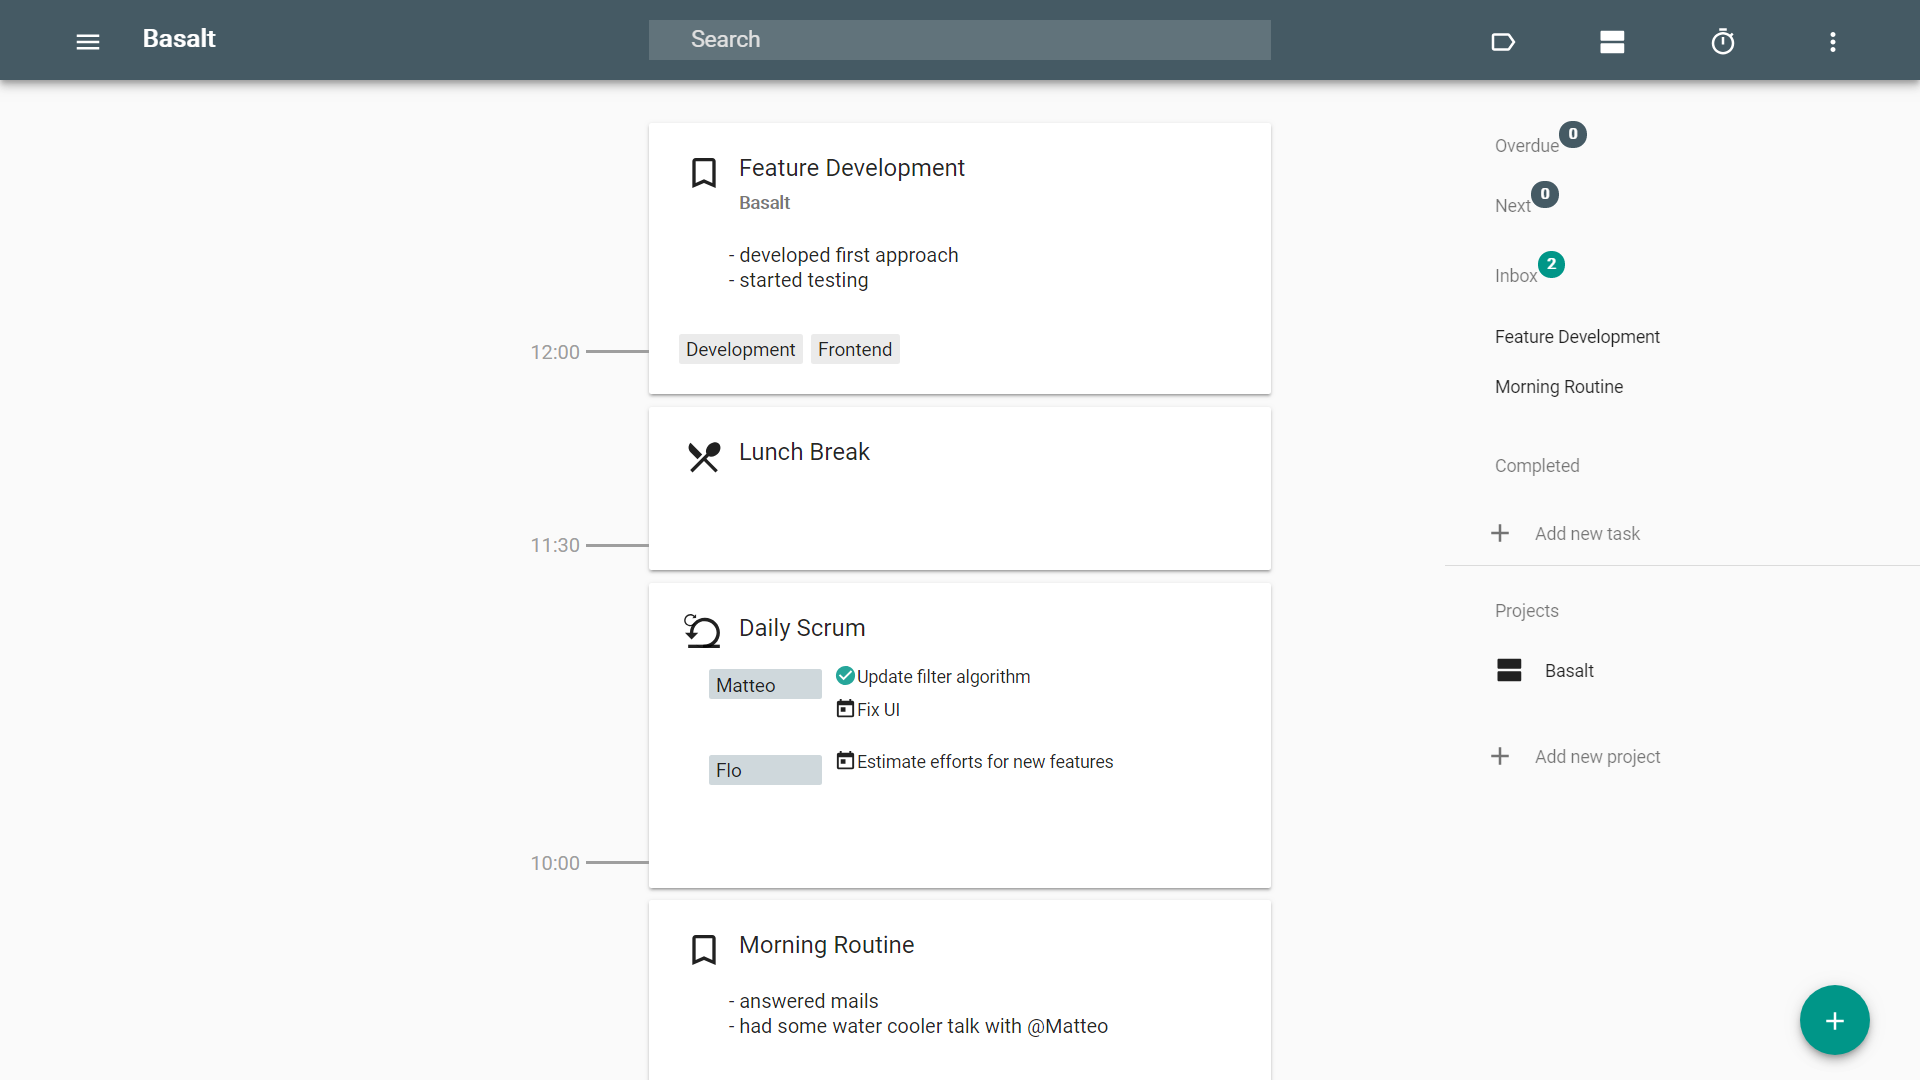 Basalt
Search
Feature Development
Basalt
- developed first approach
- started testing
12:00
Development Frontend
Lunch Break
11:30
Daily Scrum
Matteo
Update filter algorithm
Fix UI
Flo
Estimate efforts for new features
10:00
Morning Routine
- answered mails
- had some water cooler talk with @Matteo
Overdue 0
Next 0
Inbox 2
Feature Development
Morning Routine
Completed
Add new task
Projects
Basalt
Add new project